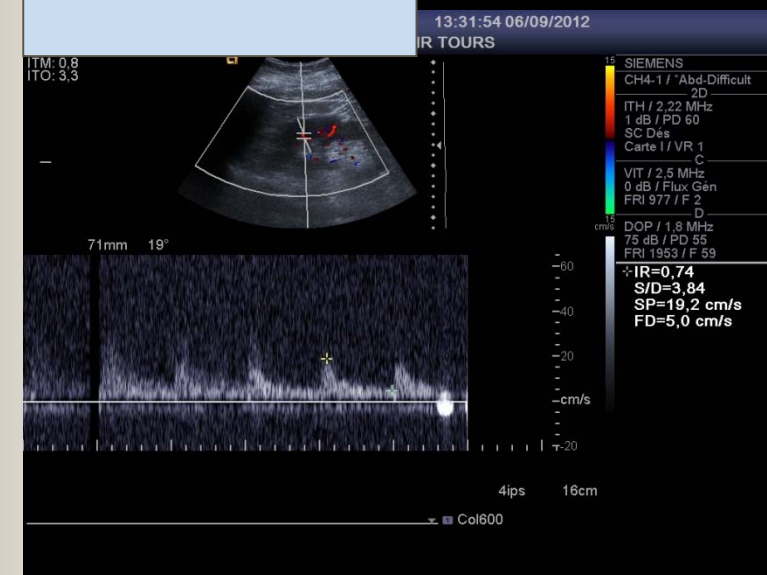 13:31:54 06/09/2012
IR TOURS
ITM: 0,8
ITO: 3,3
15
15
cm/s
SIEMENS
CH4-1 / *Abd-Difficult
2D
ITH / 2,22 MHz
1 dB / PD 60
SC Dés
Carte I / VR 1
C
VIT / 2,5 MHz
0 dB / Flux Gén
FRI 977 / F 2
D
DOP / 1,8 MHz
75 dB / PD 55
FRI 1953 / F 59
IR=0,74
S/D=3,84
SP=19,2 cm/s
FD=5,0 cm/s
71mm 19°
-60
-40
-20
-cm/s
-20
4ips 16cm
1 Col600